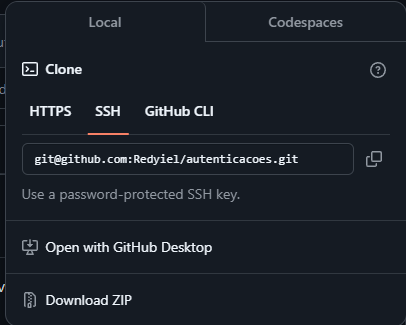 Local
Codespaces
Clone
HTTPS
SSH
GitHub CLI
git@github.com:Redyiel/autenticacoes.git
Use a password-protected SSH key.
Open with GitHub Desktop
Download ZIP